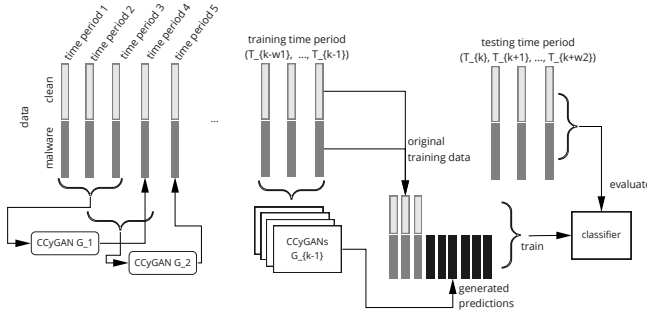 time period 1
time period 2
time period 3
time period 4
time period 5
data
clean
malware
...
CCyGAN G_1
CCyGAN G_2
training time period
(T_{k-w1}, ..., T_{k-1})
original
training data
CCyGANs
G_{k-1}
generated
predictions
testing time period
(T_{k}, T_{k+1}, ..., T_{k+w2})
train
evaluate
classifier